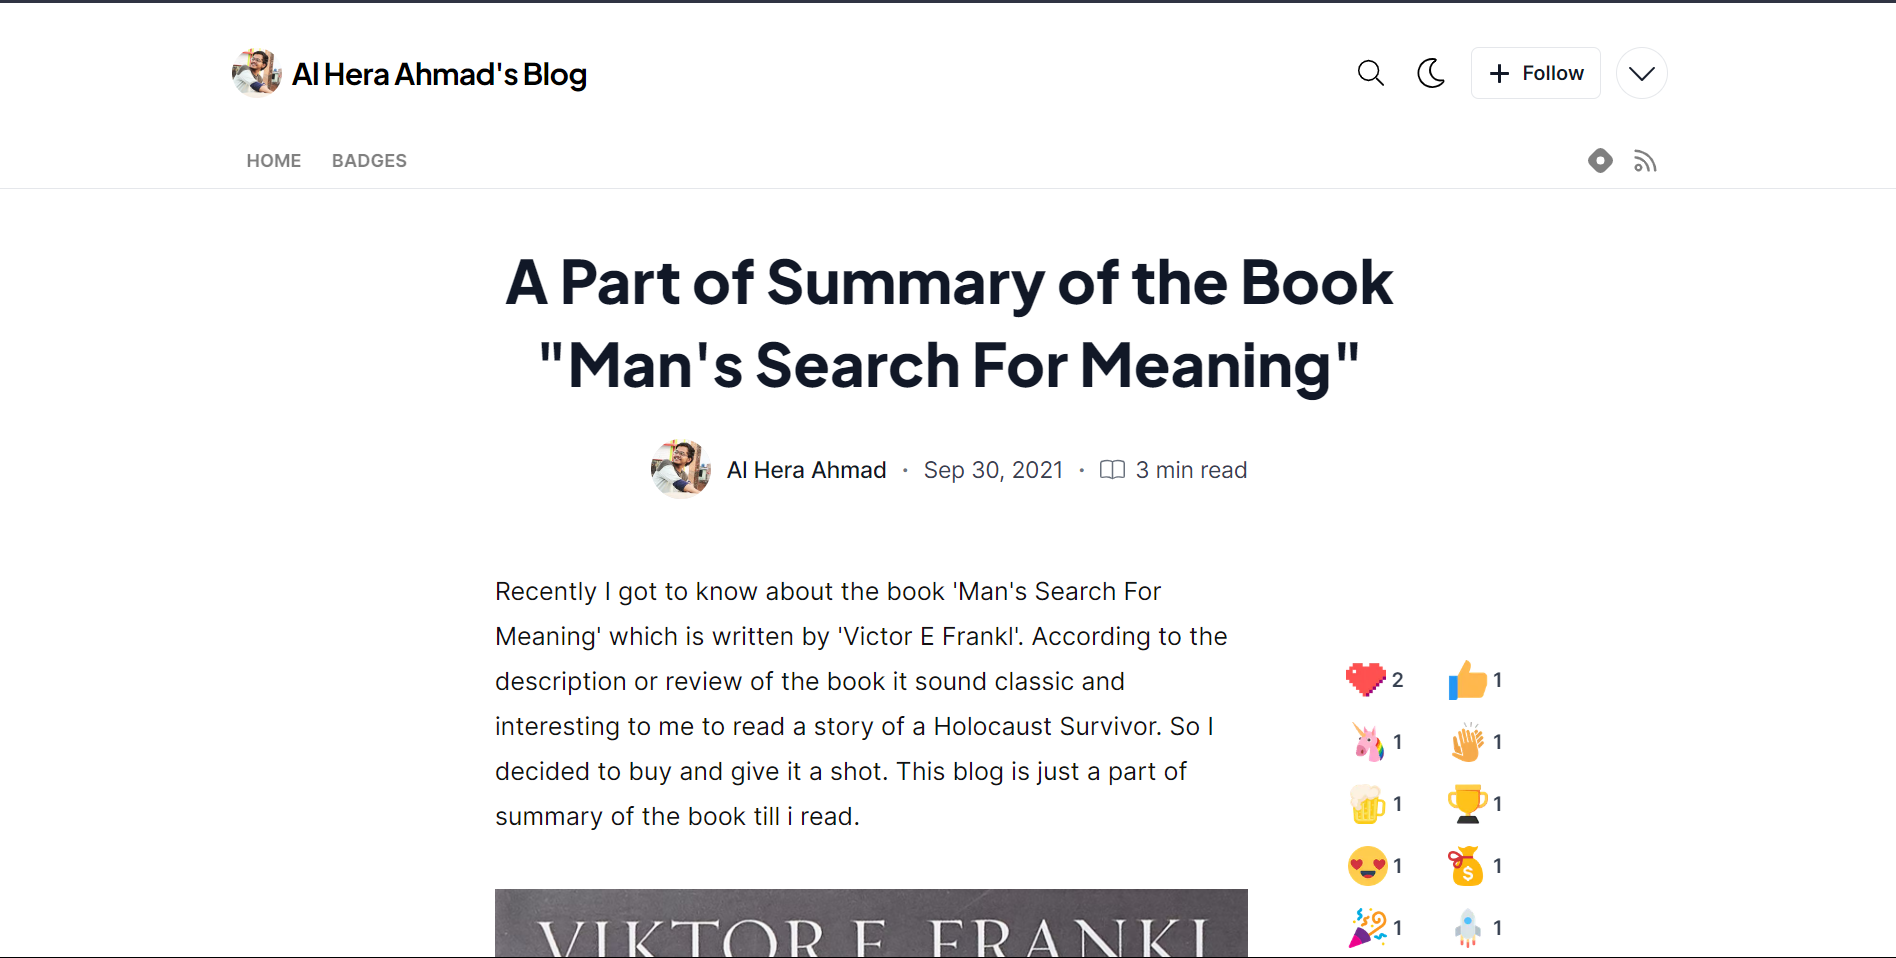 Al Hera Ahmad's Blog
Follow
HOME BADGES
A Part of Summary of the Book
"Man's Search For Meaning"
Al Hera Ahmad · Sep 30, 2021 · 3 min read
Recently I got to know about the book 'Man's Search For
Meaning' which is written by 'Victor E Frankl'. According to the
description or review of the book it sound classic and
interesting to me to read a story of a Holocaust Survivor. So I
decided to buy and give it a shot. This blog is just a part of
summary of the book till i read.
2 1
1 1
1 1
1 1
1 1
VIKTOR E. FRANKL